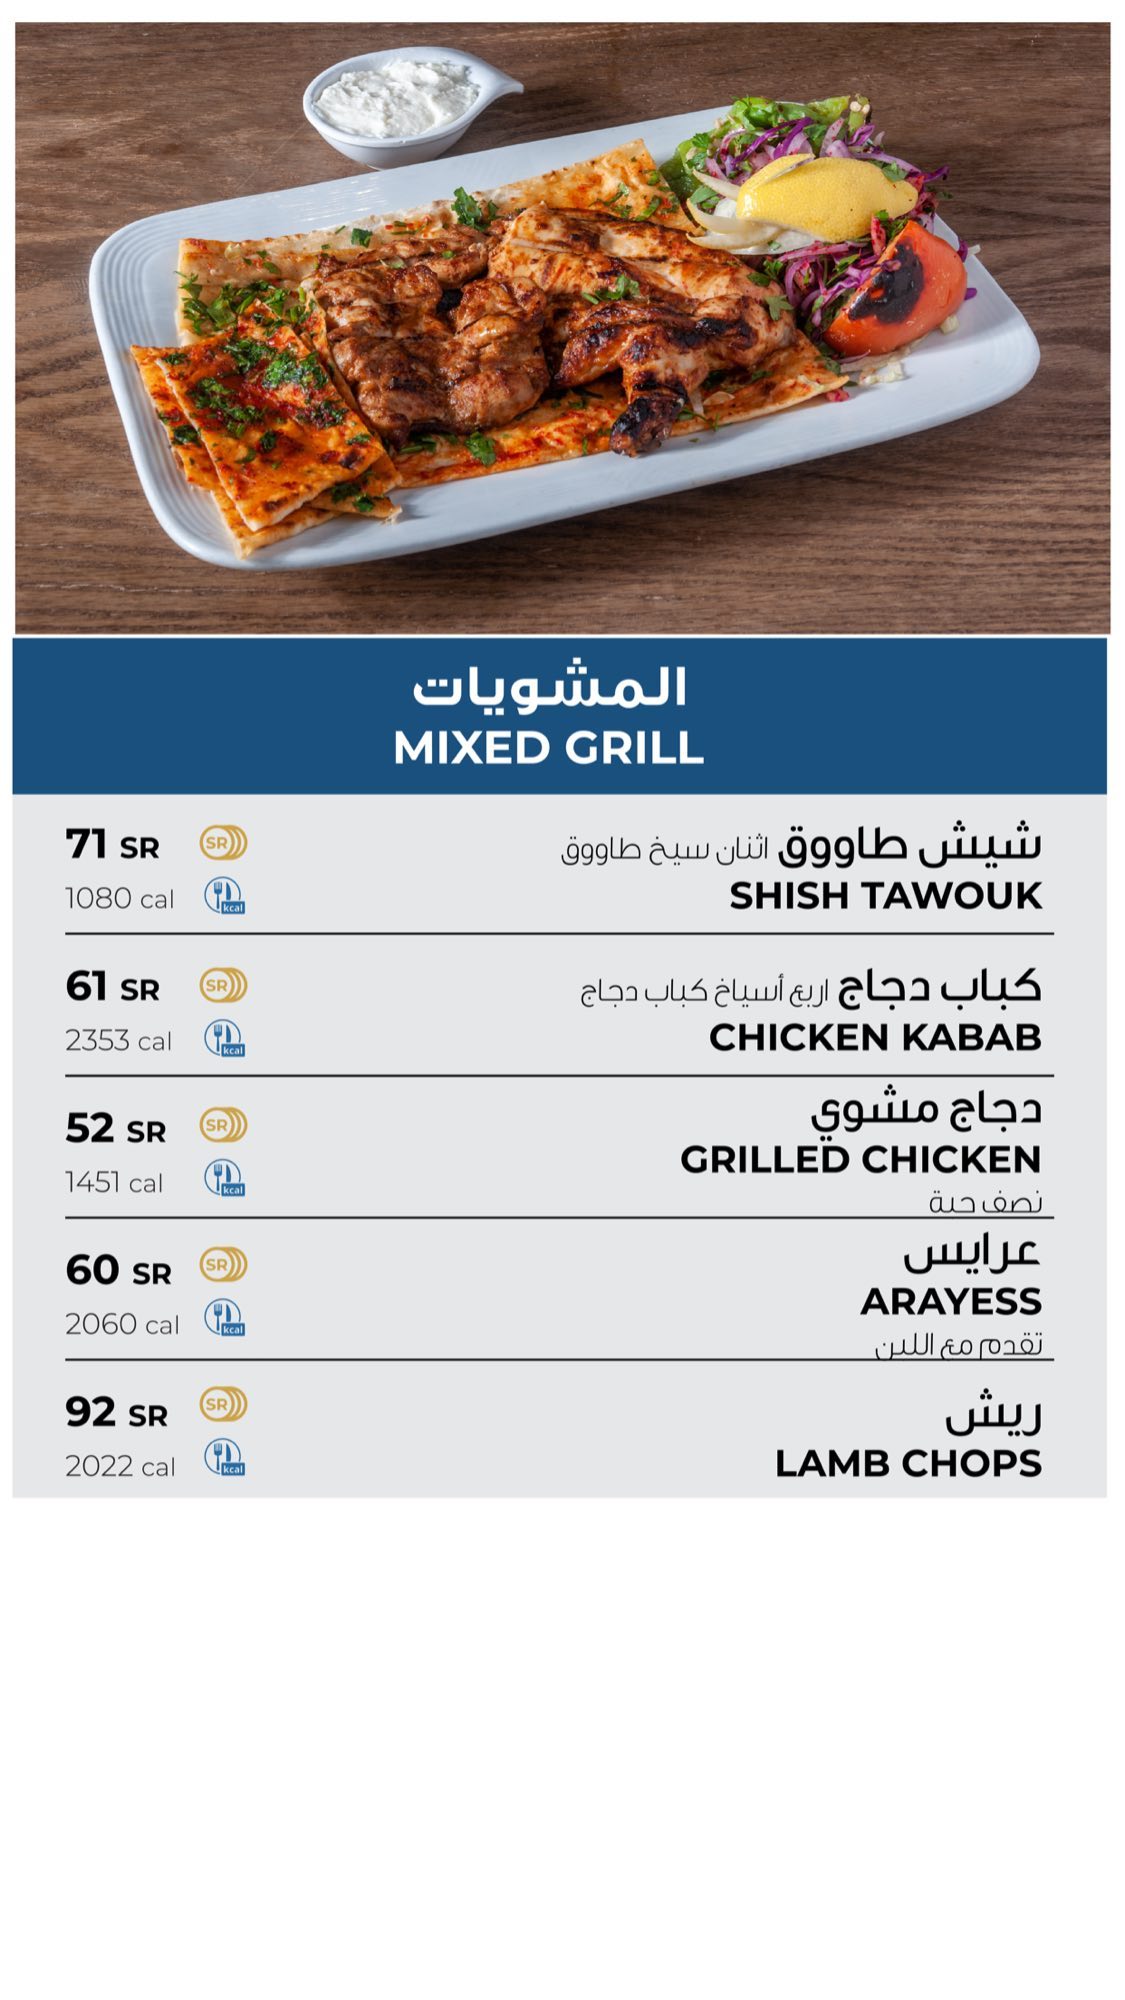 المشويات
MIXED GRILL
71 SR
SR
شيش طاووق اثنان سيخ طاووق
1080 cal
kcal
SHISH TAWOUK
61 SR
SR
كباب دجاج اربع أسياخ كباب دجاج
2353 cal
kcal
CHICKEN KABAB
دجاج مشوي
52 SR
SR
GRILLED CHICKEN
1451 cal
kcal
نصف حبة
عرايس
60 SR
SR
ARAYESS
2060 cal
kcal
تقدم مع اللبن
92 SR
SR
ريش
2022 cal
kcal
LAMB CHOPS